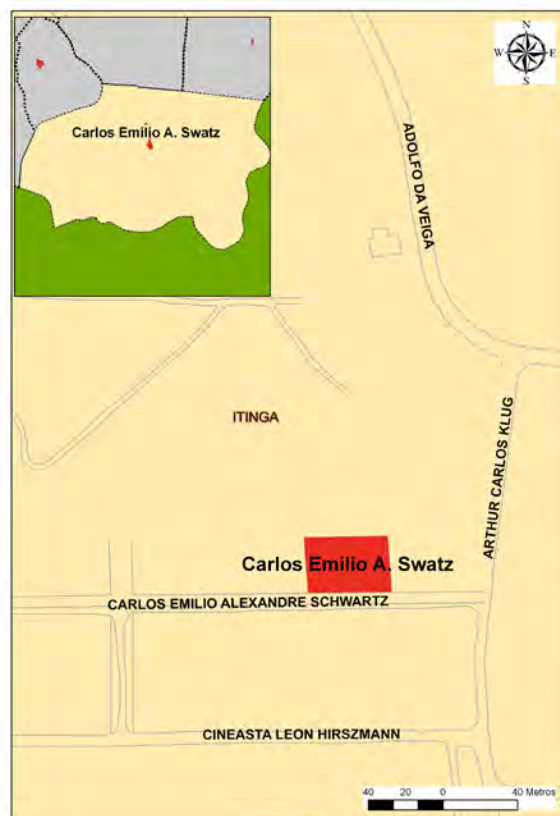 N
W E
S
Carlos Emilio A. Swatz
ADOLFO DA VEIGA
ITINGA
ARTHUR CARLOS KLUG
Carlos Emilio A. Swatz
CARLOS EMILIO ALEXANDRE SCHWARTZ
CINEASTA LEON HIRSZMANN
40 20 0 40 Metros